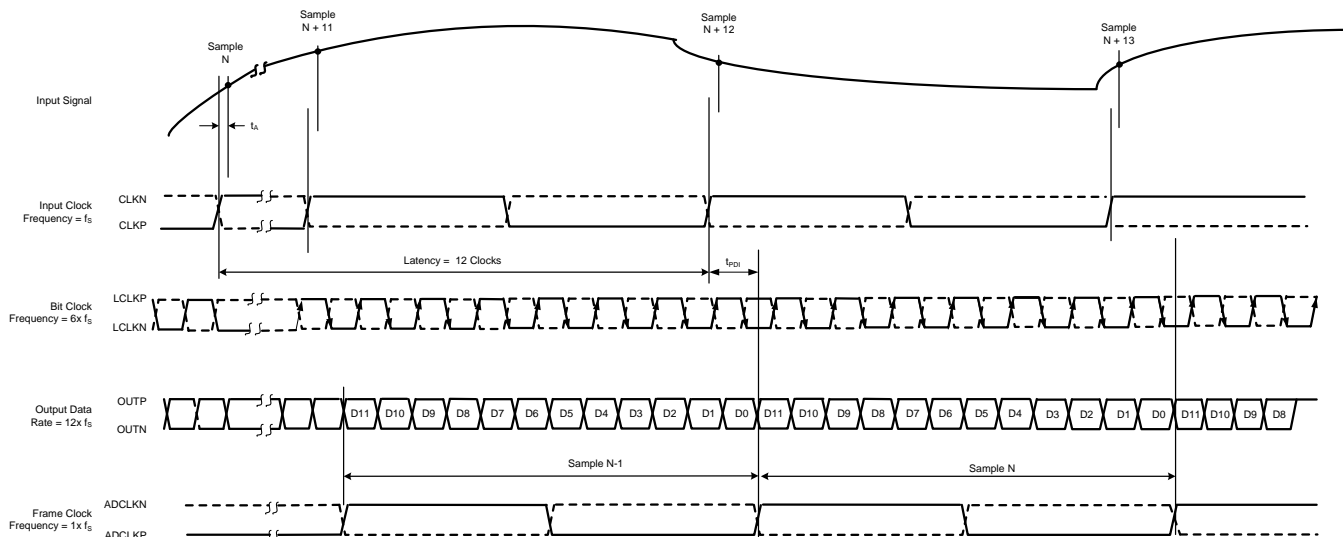 Sample
N
Sample
N + 11
Sample
N + 12
Sample
N + 13
Input Signal
tA
Input Clock
Frequency = fS
CLKN
CLKP
Latency = 12 Clocks
tPDI
Bit Clock
Frequency = 6x fS
LCLKP
LCLKN
Output Data
Rate = 12x fS
OUTP
OUTN
D11 D10 D9 D8 D7 D6 D5 D4 D3 D2 D1 D0 D11 D10 D9 D8 D7 D6 D5 D4 D3 D2 D1 D0 D11 D10 D9 D8
Sample N-1
Sample N
Frame Clock
Frequency = 1x fS
ADCLKN
ADCLKP